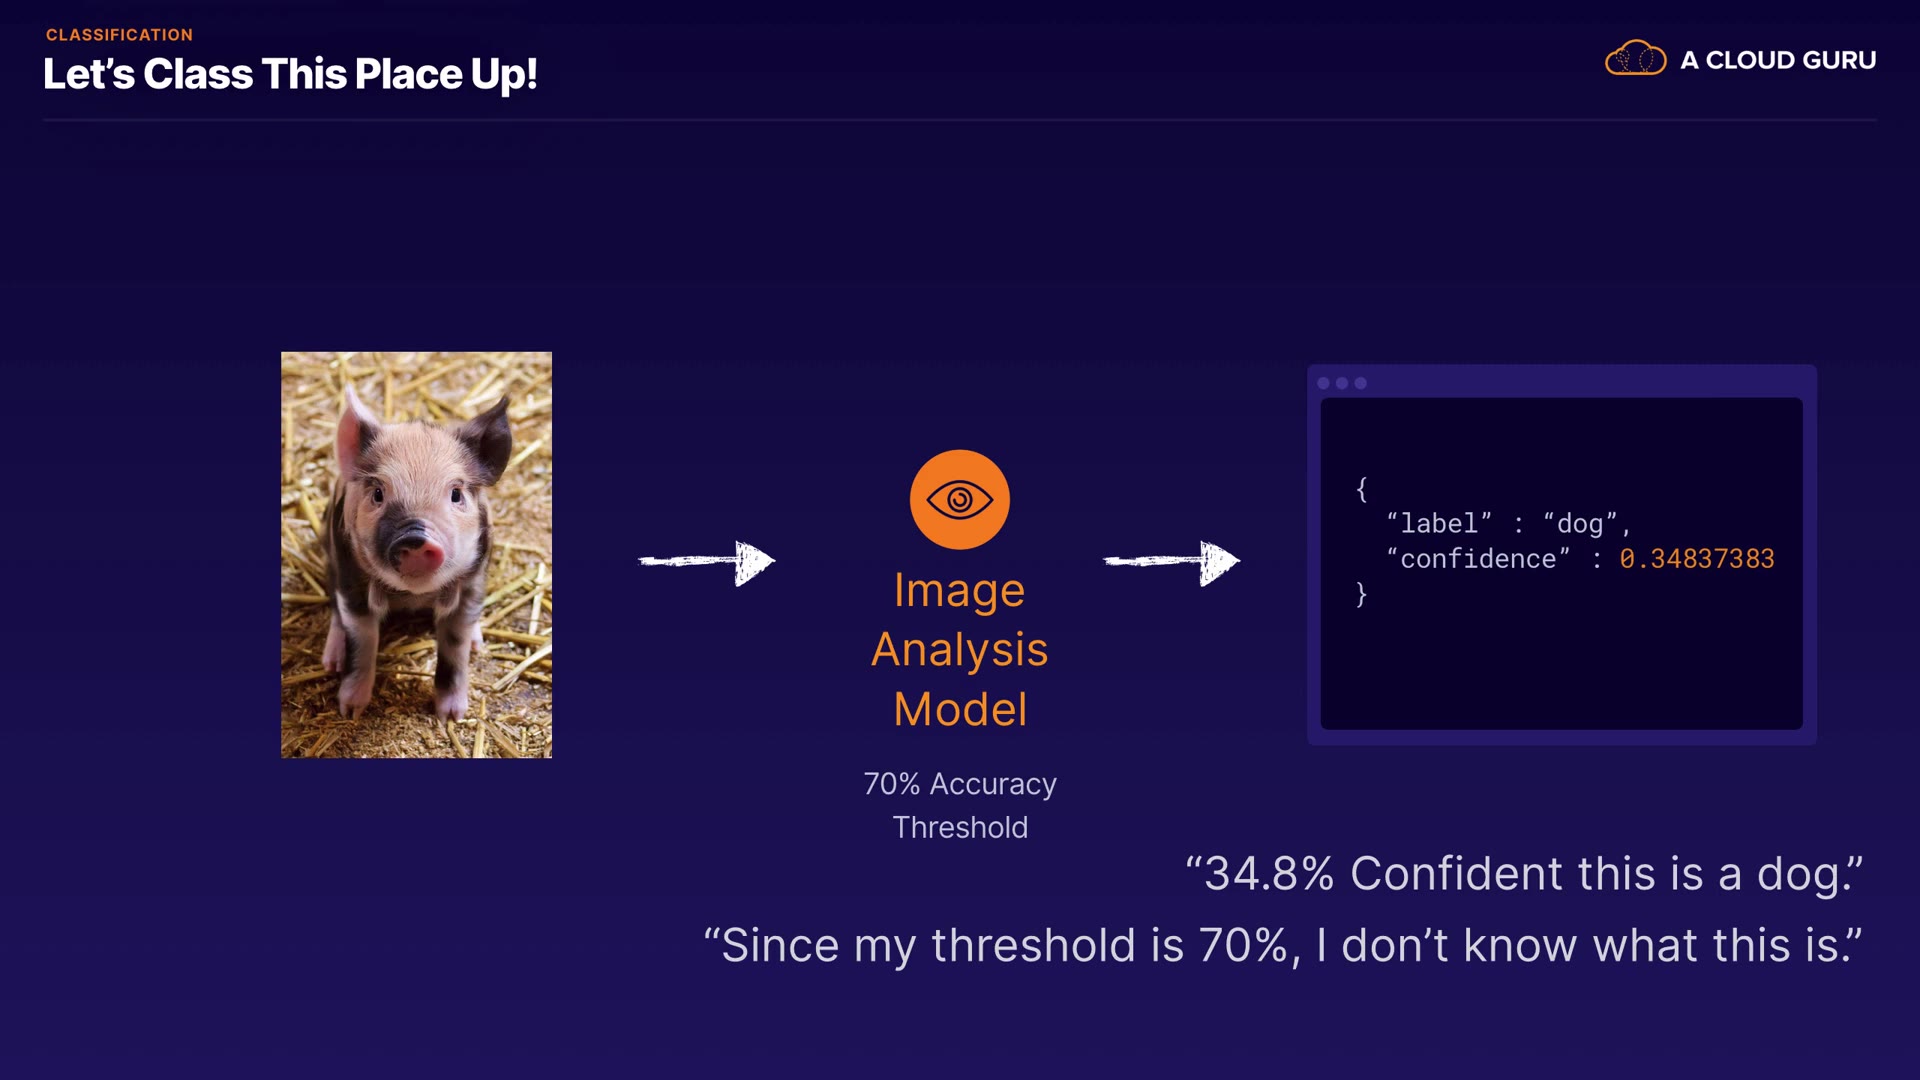 CLASSIFICATION
Let’s Class This Place Up!
A CLOUD GURU
Image
Analysis
Model
70% Accuracy
Threshold
{
“label” : “dog”,
“confidence” : 0.34837383
}
“34.8% Confident this is a dog.”
“Since my threshold is 70%, I don’t know what this is.”